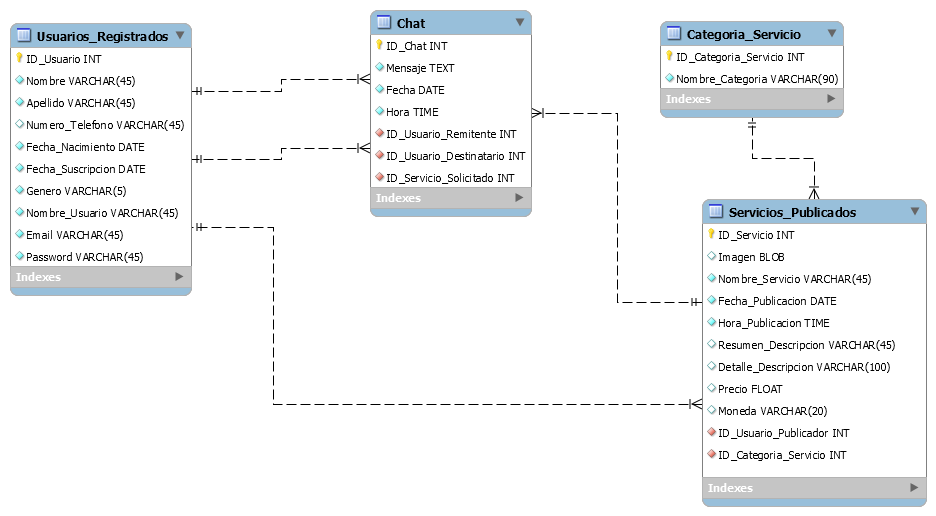 Usuarios_Registrados
ID_Usuario INT
Nombre VARCHAR(45)
Apellido VARCHAR(45)
Numero_Telefono VARCHAR(45)
Fecha_Nacimiento DATE
Fecha_Suscripcion DATE
Genero VARCHAR(5)
Nombre_Usuario VARCHAR(45)
Email VARCHAR(45)
Password VARCHAR(45)
Indexes
Chat
ID_Chat INT
Mensaje TEXT
Fecha DATE
Hora TIME
ID_Usuario_Remitente INT
ID_Usuario_Destinatario INT
ID_Servicio_Solicitado INT
Indexes
Categoria_Servicio
ID_Categoria_Servicio INT
Nombre_Categoria VARCHAR(90)
Indexes
Servicios_Publicados
ID_Servicio INT
Imagen BLOB
Nombre_Servicio VARCHAR(45)
Fecha_Publicacion DATE
Hora_Publicacion TIME
Resumen_Descripcion VARCHAR(45)
Detalle_Descripcion VARCHAR(100)
Precio FLOAT
Moneda VARCHAR(20)
ID_Usuario_Publicador INT
ID_Categoria_Servicio INT
Indexes